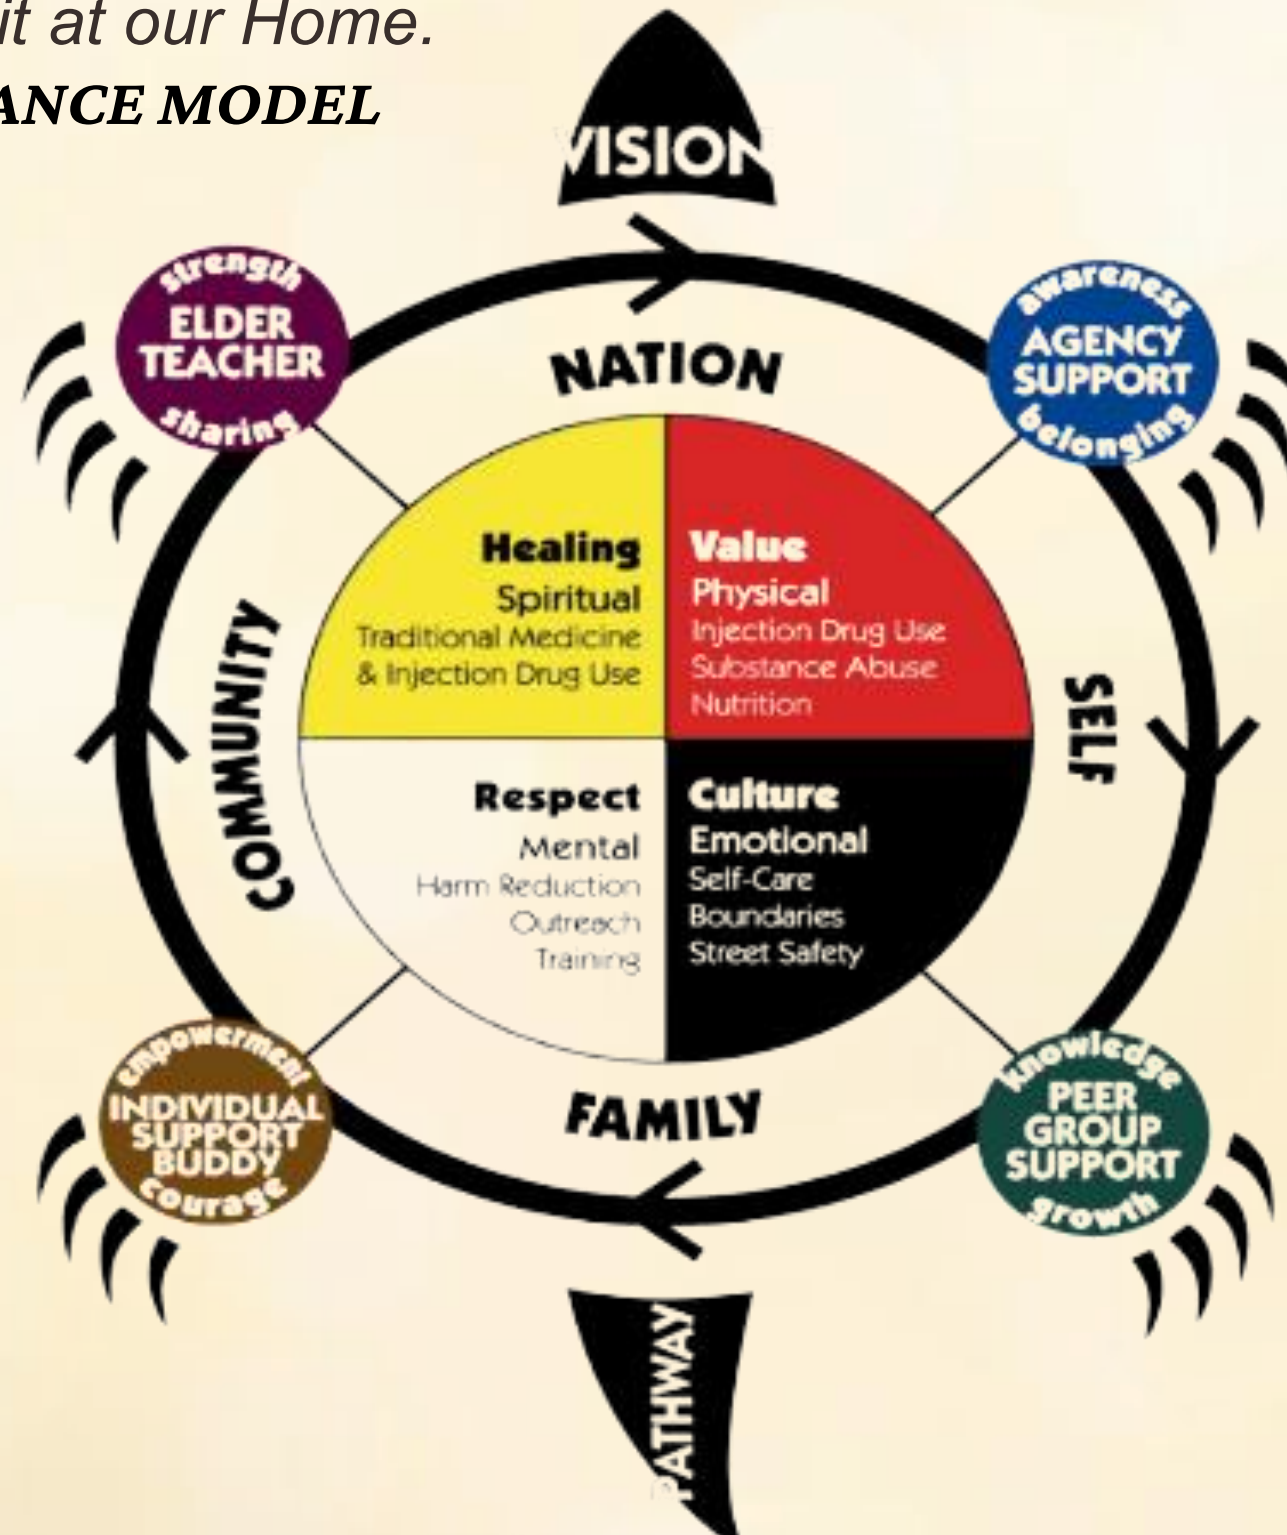 it at our Home.
ANCE MODEL
VISION
strength
ELDER
TEACHER
sharing
awareness
AGENCY
SUPPORT
belonging
NATION
Healing
Spiritual
Traditional Medicine
& Injection Drug Use
Value
Physical
Injection Drug Use
Substance Abuse
Nutrition
COMMUNITY
SELF
Respect
Mental
Harm Reduction
Outreach
Training
Culture
Emotional
Self-Care
Boundaries
Street Safety
empowerment
INDIVIDUAL
SUPPORT
BUDDY
courage
FAMILY
knowledge
PEER
GROUP
SUPPORT
growth
PATHWAY